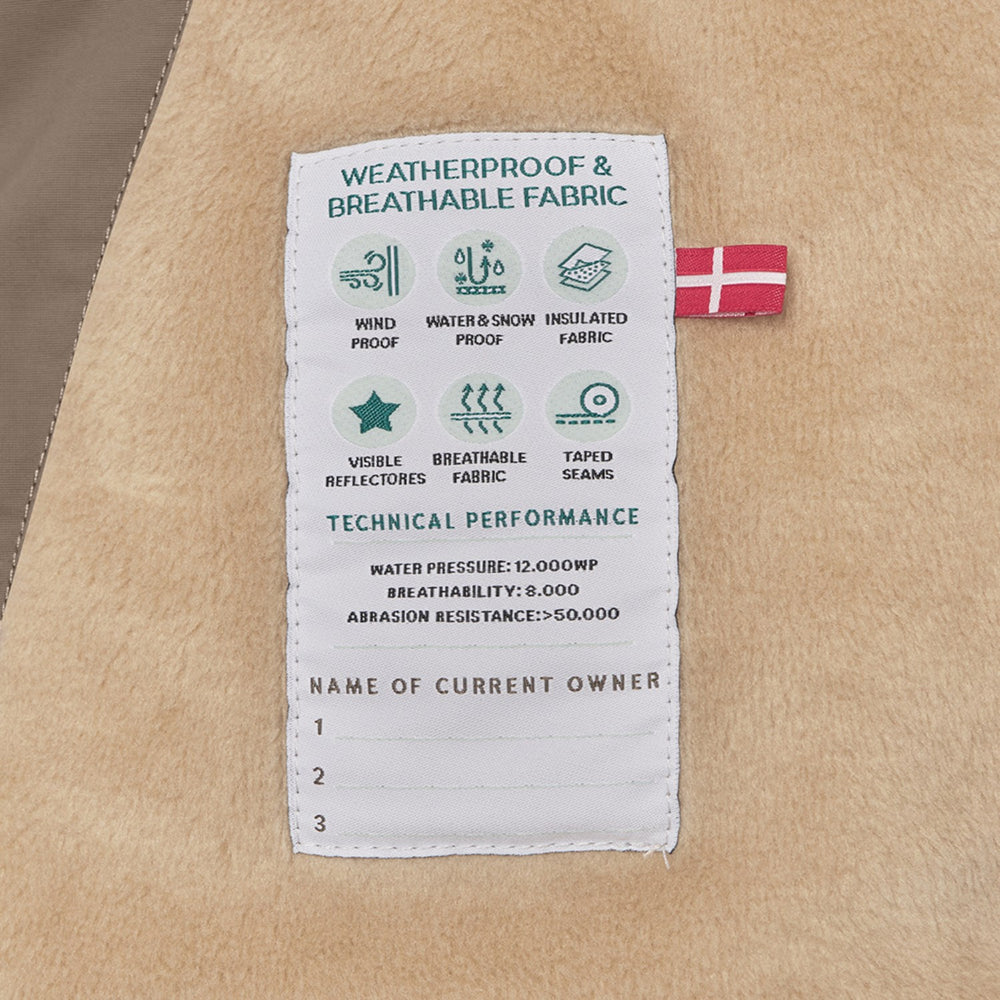 WEATHERPROOF &
BREATHABLE FABRIC
WIND
PROOF
WATER & SNOW
PROOF
INSULATED
FABRIC
VISIBLE
REFLECTORES
BREATHABLE
FABRIC
TAPED
SEAMS
TECHNICAL PERFORMANCE
WATER PRESSURE: 12.000WP
BREATHABILITY: 8.000
ABRASION RESISTANCE:>50.000
NAME OF CURRENT OWNER
1
2
3